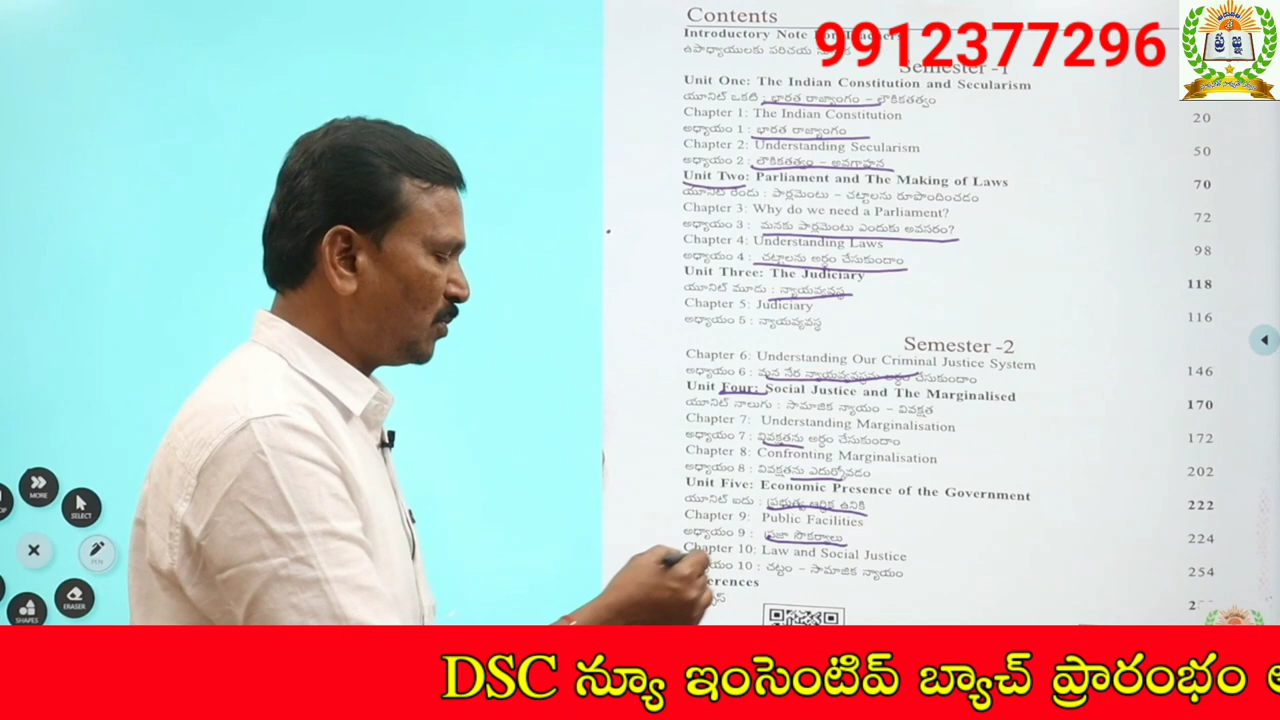 Contents
Introductory Note For Teachers
ఉపాధ్యాయులకు పరిచయ
9912377296
Semester -1
Unit One: The Indian Constitution and Secularism
యూనిట్ ఒకటి : భారత రాజ్యాంగం - లౌకికతత్వం
Chapter 1: The Indian Constitution 20
అధ్యాయం 1 : భారత రాజ్యాంగం
Chapter 2: Understanding Secularism 50
అధ్యాయం 2 : లౌకికతత్వం - అవగాహన
Unit Two: Parliament and The Making of Laws 70
యూనిట్ రెండు : పార్లమెంటు - చట్టాలను రూపొందించడం
Chapter 3: Why do we need a Parliament? 72
అధ్యాయం 3 : మనకు పార్లమెంటు ఎందుకు అవసరం?
Chapter 4: Understanding Laws 98
అధ్యాయం 4 : చట్టాలను అర్థం చేసుకుందాం
Unit Three: The Judiciary 118
యూనిట్ మూడు : న్యాయవ్యవస్థ
Chapter 5: Judiciary 116
అధ్యాయం 5 : న్యాయవ్యవస్థ
Semester -2
Chapter 6: Understanding Our Criminal Justice System 146
అధ్యాయం 6 : మన నేర న్యాయవ్యవస్థను అర్థం చేసుకుందాం
Unit Four: Social Justice and The Marginalised 170
యూనిట్ నాలుగు : సామాజిక న్యాయం - వివక్షత
Chapter 7: Understanding Marginalisation 172
అధ్యాయం 7 : వివక్షతను అర్థం చేసుకుందాం
Chapter 8: Confronting Marginalisation 202
అధ్యాయం 8 : వివక్షతను ఎదుర్కోవడం
Unit Five: Economic Presence of the Government 222
యూనిట్ ఐదు : ప్రభుత్వ ఆర్థిక ఉనికి
Chapter 9: Public Facilities 224
అధ్యాయం 9 : ప్రజా సౌకర్యాలు
Chapter 10: Law and Social Justice 254
10 : చట్టం - సామాజిక న్యాయం
MORE
SELECT
PEN
ERASER
SHAPES
DSC న్యూ ఇంసెంటివ్ బ్యాచ్ ప్రారంభం